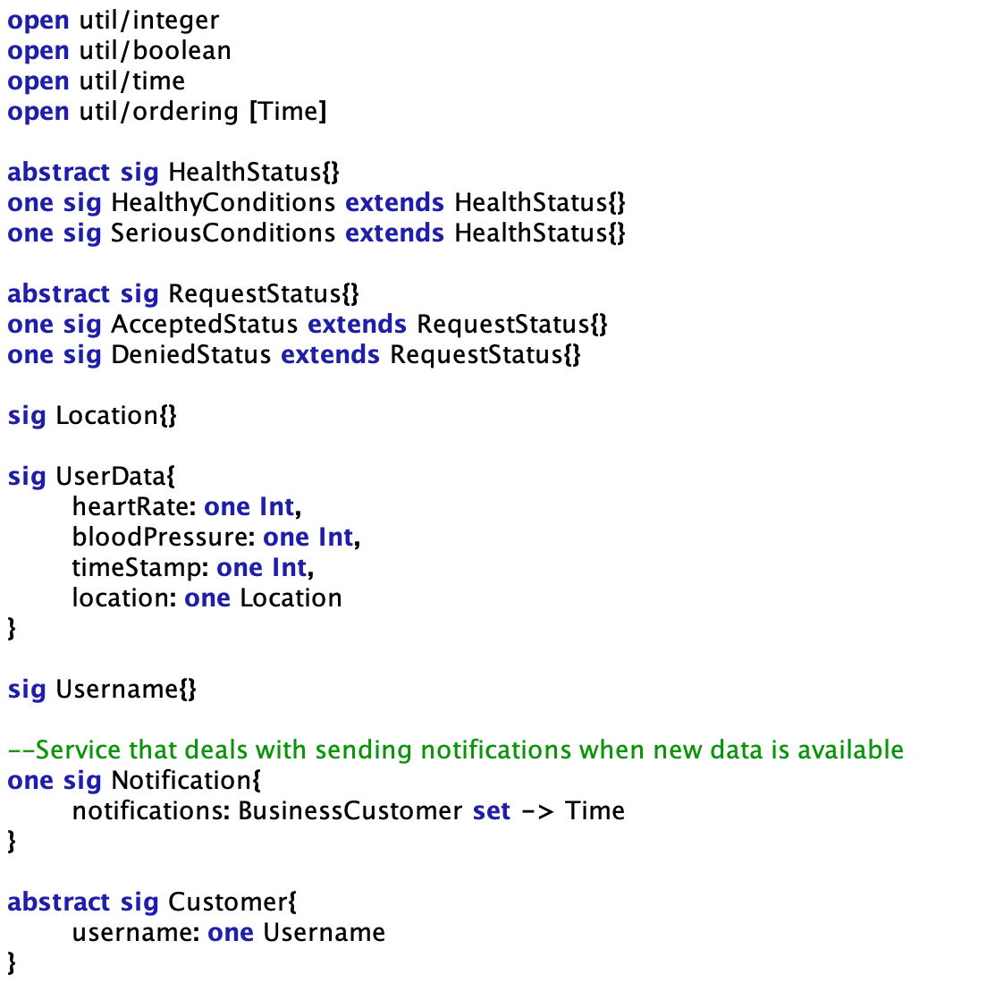 open util/integer
open util/boolean
open util/time
open util/ordering [Time]
abstract sig HealthStatus{}
one sig HealthyConditions extends HealthStatus{}
one sig SeriousConditions extends HealthStatus{}
abstract sig RequestStatus{}
one sig AcceptedStatus extends RequestStatus{}
one sig DeniedStatus extends RequestStatus{}
sig Location{}
sig UserData{
heartRate: one Int,
bloodPressure: one Int,
timeStamp: one Int,
location: one Location
}
sig Username{}
--Service that deals with sending notifications when new data is available
one sig Notification{
notifications: BusinessCustomer set -> Time
}
abstract sig Customer{
username: one Username
}